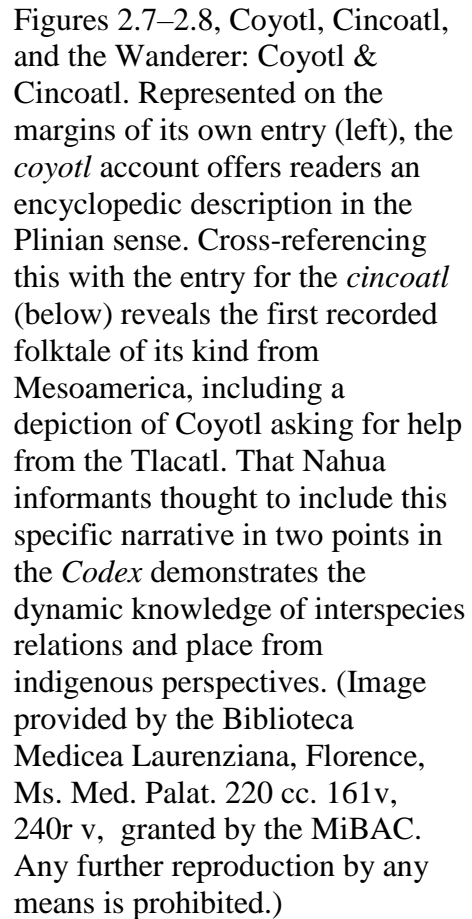 Figures 2.7–2.8, Coyotl, Cincoatl,
and the Wanderer: Coyotl &
Cincoatl. Represented on the
margins of its own entry (left), the
coyotl account offers readers an
encyclopedic description in the
Plinian sense. Cross-referencing
this with the entry for the cincoatl
(below) reveals the first recorded
folktale of its kind from
Mesoamerica, including a
depiction of Coyotl asking for help
from the Tlacatl. That Nahua
informants thought to include this
specific narrative in two points in
the Codex demonstrates the
dynamic knowledge of interspecies
relations and place from
indigenous perspectives. (Image
provided by the Biblioteca
Medicea Laurenziana, Florence,
Ms. Med. Palat. 220 cc. 161v,
240r v,  granted by the MiBAC.
Any further reproduction by any
means is prohibited.)